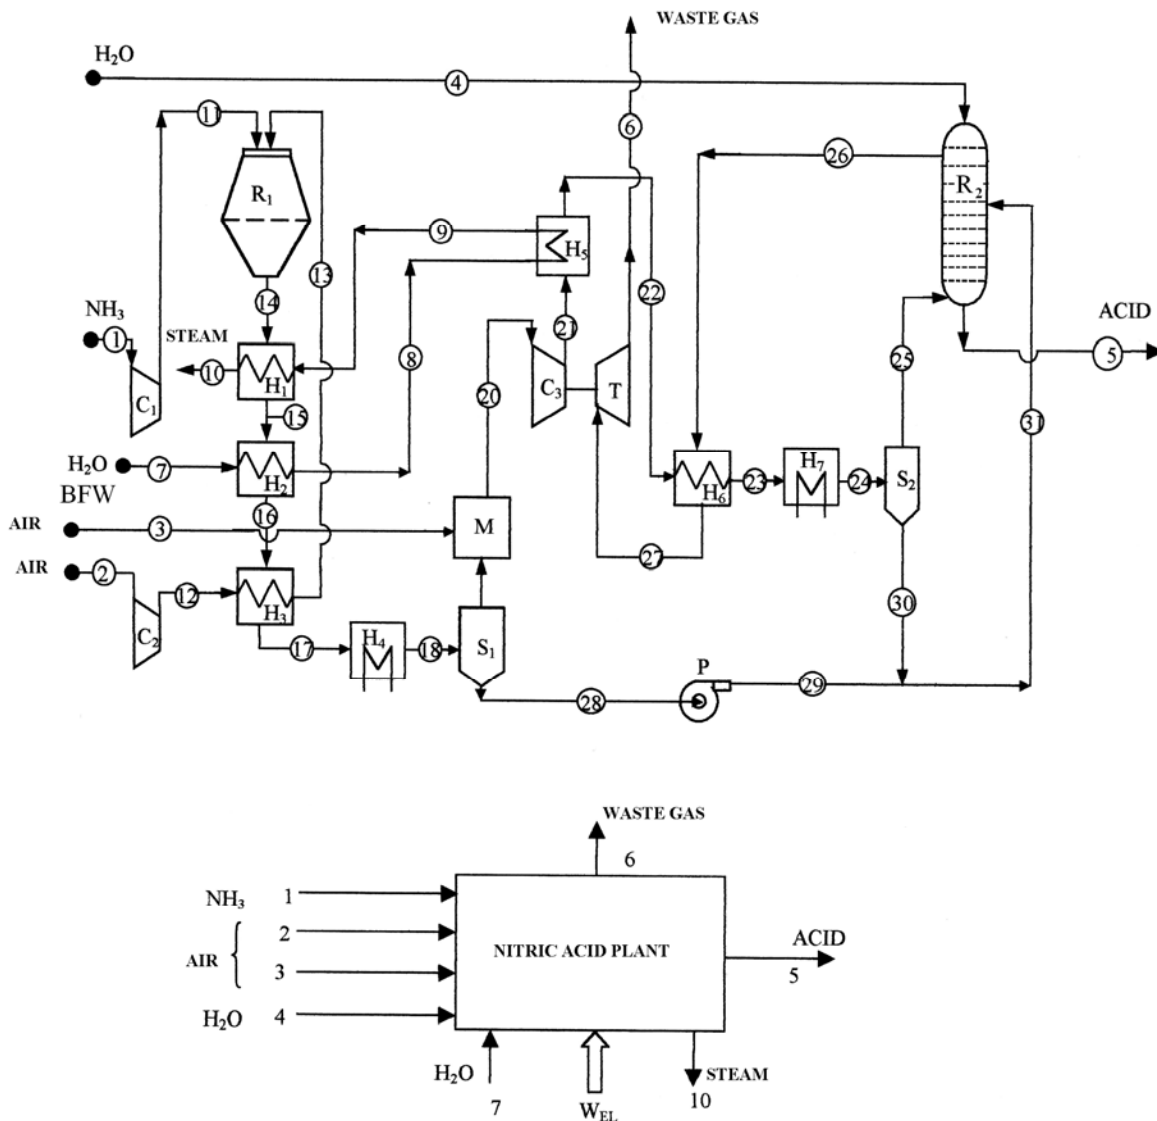 WASTE GAS
H₂O
4
11
6
26
R₁
R₂
9
H₅
13
14
22
NH₃
1
STEAM
10
H₁
8
21
ACID
5
C₁
C₃
T
20
25
15
31
H₂O
7
BFW
H₂
H₆
23
H₇
24
S₂
16
AIR
3
M
27
AIR
2
12
H₃
C₂
17
H₄
18
S₁
30
P
28
29
WASTE GAS
6
NH₃ 1
2
AIR
3
H₂O 4
NITRIC ACID PLANT
ACID
5
H₂O
7
W_EL
STEAM
10